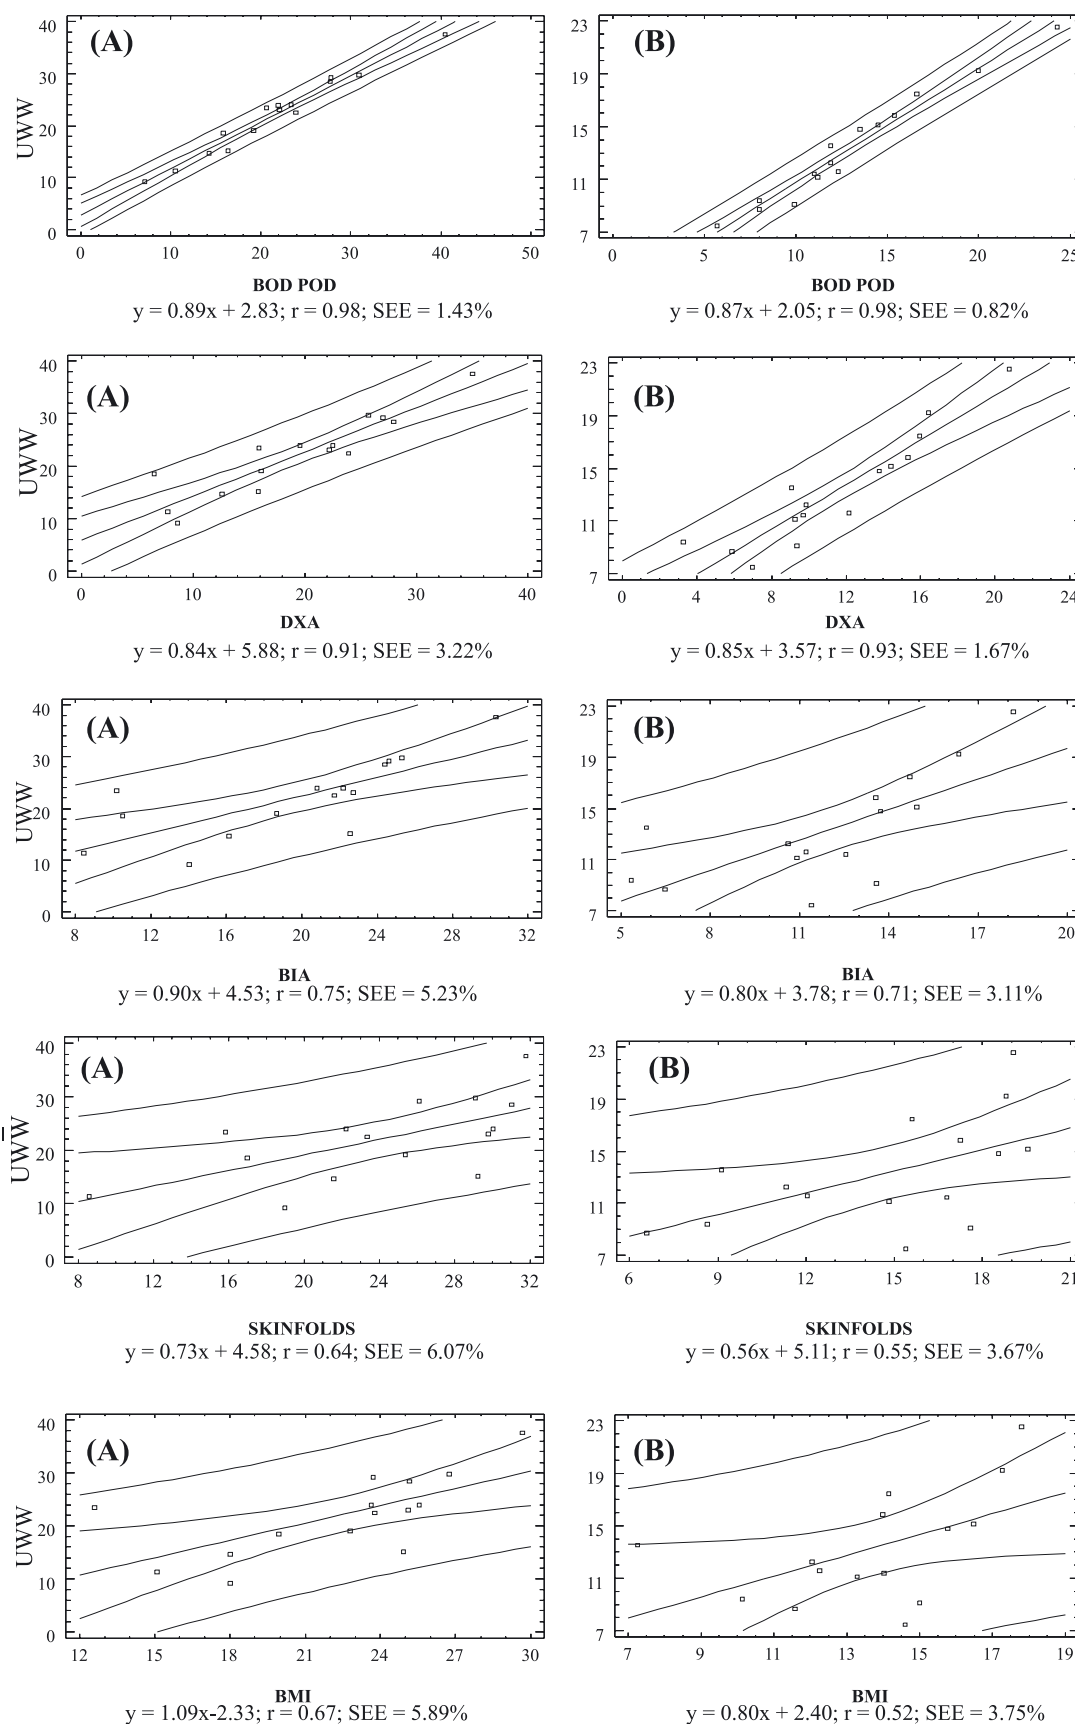 (A)
40
30
20
10
0
UWW
0 10 20 30 40 50
BOD POD
y = 0.89x + 2.83; r = 0.98; SEE = 1.43%
(B)
23
19
15
11
7
0 5 10 15 20 25
BOD POD
y = 0.87x + 2.05; r = 0.98; SEE = 0.82%
(A)
40
30
20
10
0
UWW
0 10 20 30 40
DXA
y = 0.84x + 5.88; r = 0.91; SEE = 3.22%
(B)
23
19
15
11
7
0 4 8 12 16 20 24
DXA
y = 0.85x + 3.57; r = 0.93; SEE = 1.67%
(A)
40
30
20
10
0
UWW
8 12 16 20 24 28 32
BIA
y = 0.90x + 4.53; r = 0.75; SEE = 5.23%
(B)
23
19
15
11
7
5 8 11 14 17 20
BIA
y = 0.80x + 3.78; r = 0.71; SEE = 3.11%
(A)
40
30
20
10
0
UWW
8 12 16 20 24 28 32
SKINFOLDS
y = 0.73x + 4.58; r = 0.64; SEE = 6.07%
(B)
23
19
15
11
7
6 9 12 15 18 21
SKINFOLDS
y = 0.56x + 5.11; r = 0.55; SEE = 3.67%
(A)
40
30
20
10
0
UWW
12 15 18 21 24 27 30
BMI
y = 1.09x-2.33; r = 0.67; SEE = 5.89%
(B)
23
19
15
11
7
7 9 11 13 15 17 19
BMI
y = 0.80x + 2.40; r = 0.52; SEE = 3.75%